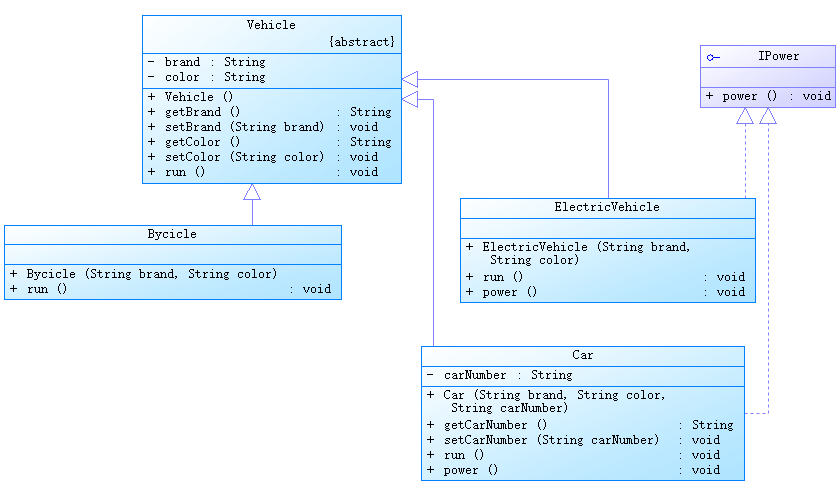 Vehicle
{abstract}
- brand : String
- color : String
+ Vehicle ()
+ getBrand () : String
+ setBrand (String brand) : void
+ getColor () : String
+ setColor (String color) : void
+ run () : void
IPower
+ power () : void
Bycicle
+ Bycicle (String brand, String color)
+ run () : void
ElectricVehicle
+ ElectricVehicle (String brand,
String color)
+ run () : void
+ power () : void
Car
- carNumber : String
+ Car (String brand, String color,
String carNumber)
+ getCarNumber () : String
+ setCarNumber (String carNumber) : void
+ run () : void
+ power () : void